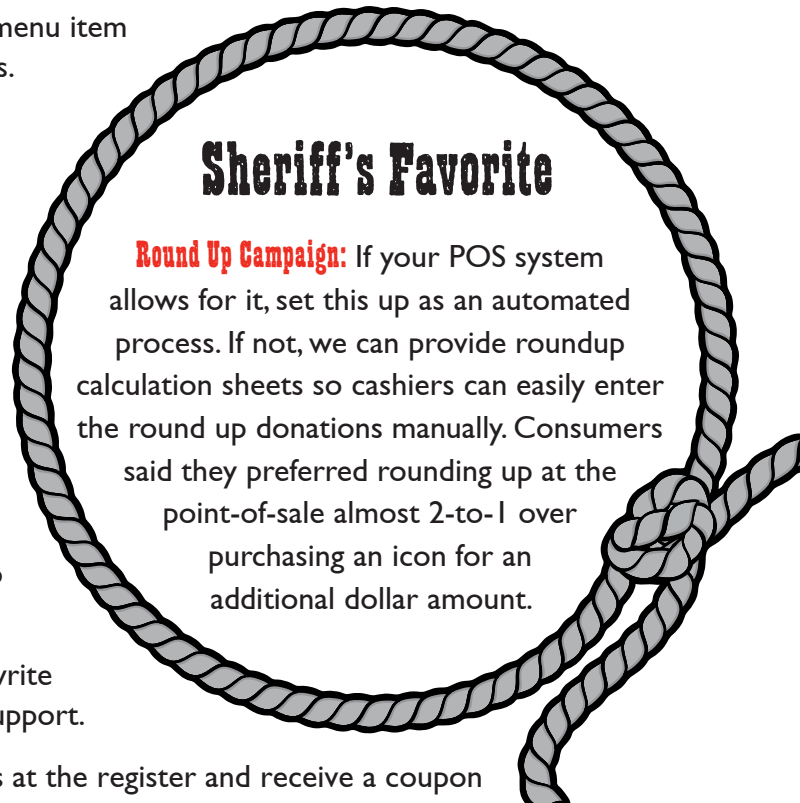 menu item
s.
Sheriff's Favorite
Round Up Campaign: If your POS system
allows for it, set this up as an automated
process. If not, we can provide roundup
calculation sheets so cashiers can easily enter
the round up donations manually. Consumers
said they preferred rounding up at the
point-of-sale almost 2-to-1 over
purchasing an icon for an
additional dollar amount.
at the register and receive a coupon